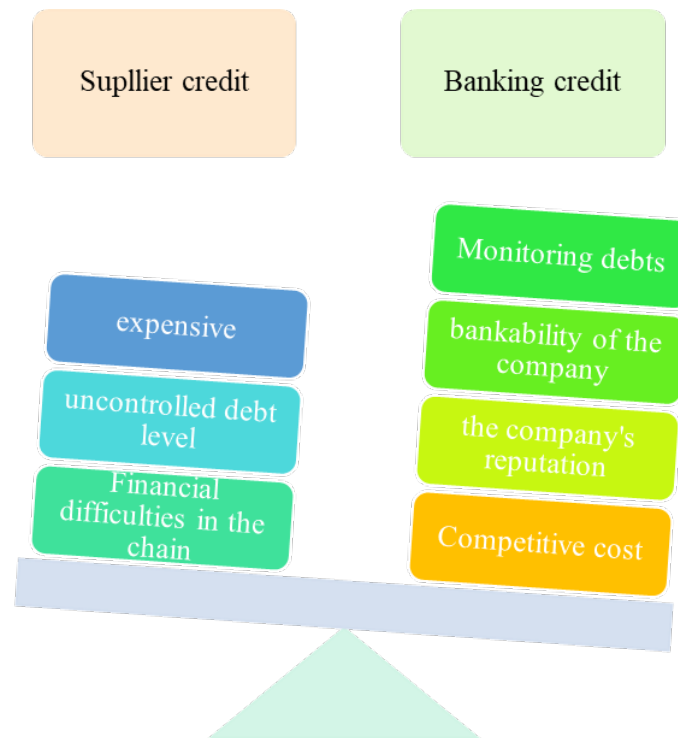 Supllier credit
Banking credit
expensive
uncontrolled debt
level
Financial
difficulties in the
chain
Monitoring debts
bankability of the
company
the company's
reputation
Competitive cost